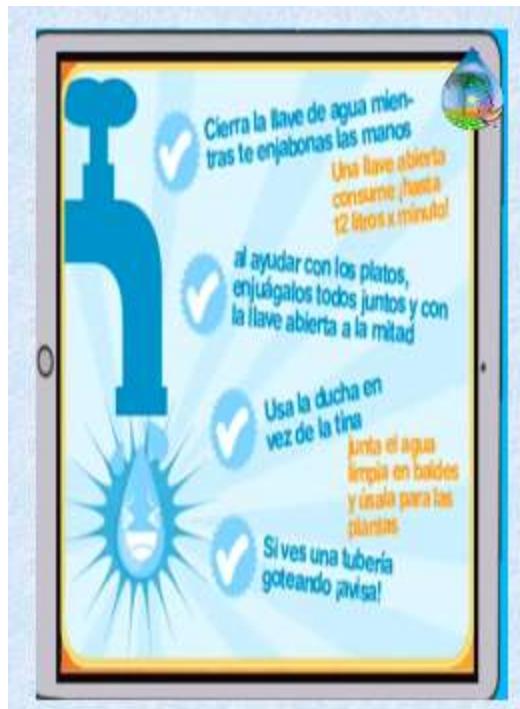 Cierra la llave de agua mien-
tras te enjabonas las manos
Una llave abierta
consume ¡hasta
12 litros x minuto!
al ayudar con los platos,
enjuágalos todos juntos y con
la llave abierta a la mitad
Usa la ducha en
vez de la tina
junta el agua
limpia en baldes
y úsala para las
plantas
Si ves una tubería
goteando ¡avisa!